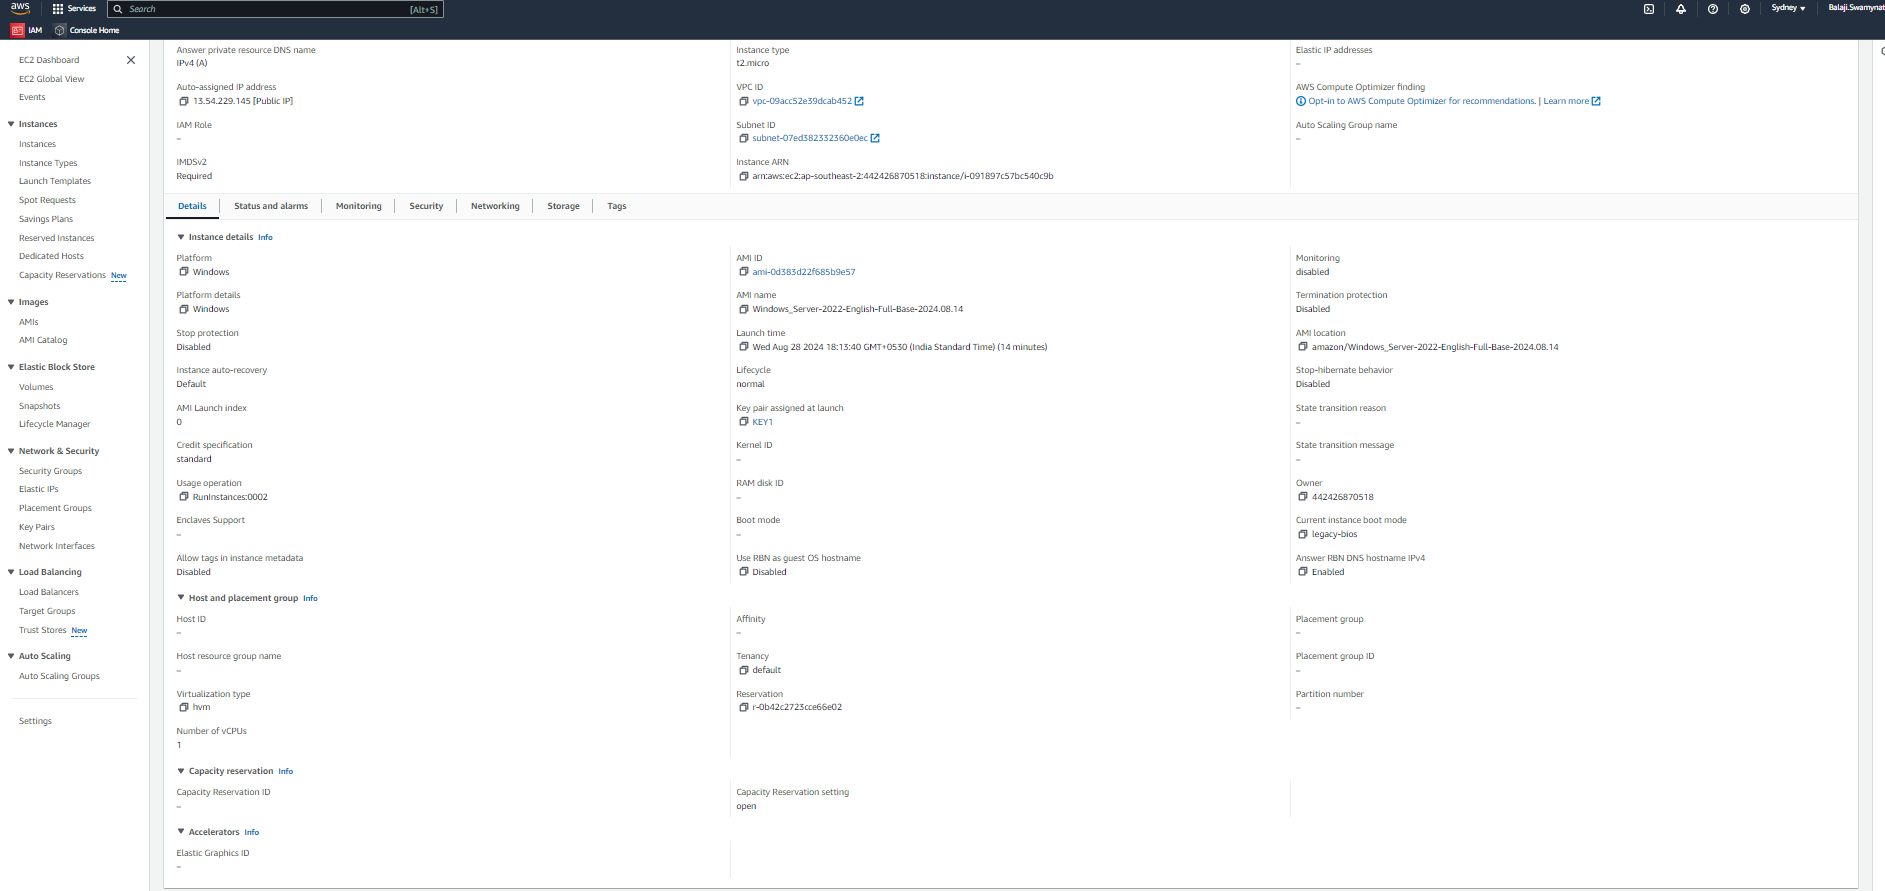 aws
Services
Search
[Alt+S]
Sydney
Balaji.Swamynat
IAM
Console Home
EC2 Dashboard
EC2 Global View
Events
Instances
Instances
Instance Types
Launch Templates
Spot Requests
Savings Plans
Reserved Instances
Dedicated Hosts
Capacity Reservations New
Images
AMIs
AMI Catalog
Elastic Block Store
Volumes
Snapshots
Lifecycle Manager
Network & Security
Security Groups
Elastic IPs
Placement Groups
Key Pairs
Network Interfaces
Load Balancing
Load Balancers
Target Groups
Trust Stores New
Auto Scaling
Auto Scaling Groups
Settings
Answer private resource DNS name
IPv4 (A)
Instance type
t2.micro
Elastic IP addresses
–
Auto-assigned IP address
13.54.229.145 [Public IP]
VPC ID
vpc-09acc52e39dcab452
AWS Compute Optimizer finding
Opt-in to AWS Compute Optimizer for recommendations. | Learn more
IAM Role
–
Subnet ID
subnet-07ed382332360e0ec
Auto Scaling Group name
–
IMDSv2
Required
Instance ARN
arn:aws:ec2:ap-southeast-2:442426870518:instance/i-091897c57bc540c9b
Details
Status and alarms
Monitoring
Security
Networking
Storage
Tags
Instance details Info
Platform
Windows
AMI ID
ami-0d383d22f685b9e57
Monitoring
disabled
Platform details
Windows
AMI name
Windows_Server-2022-English-Full-Base-2024.08.14
Termination protection
Disabled
Stop protection
Disabled
Launch time
Wed Aug 28 2024 18:13:40 GMT+0530 (India Standard Time) (14 minutes)
AMI location
amazon/Windows_Server-2022-English-Full-Base-2024.08.14
Instance auto-recovery
Default
Lifecycle
normal
Stop-hibernate behavior
Disabled
AMI Launch index
0
Key pair assigned at launch
KEY1
State transition reason
–
Credit specification
standard
Kernel ID
–
State transition message
–
Usage operation
RunInstances:0002
RAM disk ID
–
Owner
442426870518
Enclaves Support
–
Boot mode
–
Current instance boot mode
legacy-bios
Allow tags in instance metadata
Disabled
Use RBN as guest OS hostname
Disabled
Answer RBN DNS hostname IPv4
Enabled
Host and placement group Info
Host ID
–
Affinity
–
Placement group
–
Host resource group name
–
Tenancy
default
Placement group ID
–
Virtualization type
hvm
Reservation
r-0b42c2723cce66e02
Partition number
–
Number of vCPUs
1
Capacity reservation Info
Capacity Reservation ID
–
Capacity Reservation setting
open
Accelerators Info
Elastic Graphics ID
–